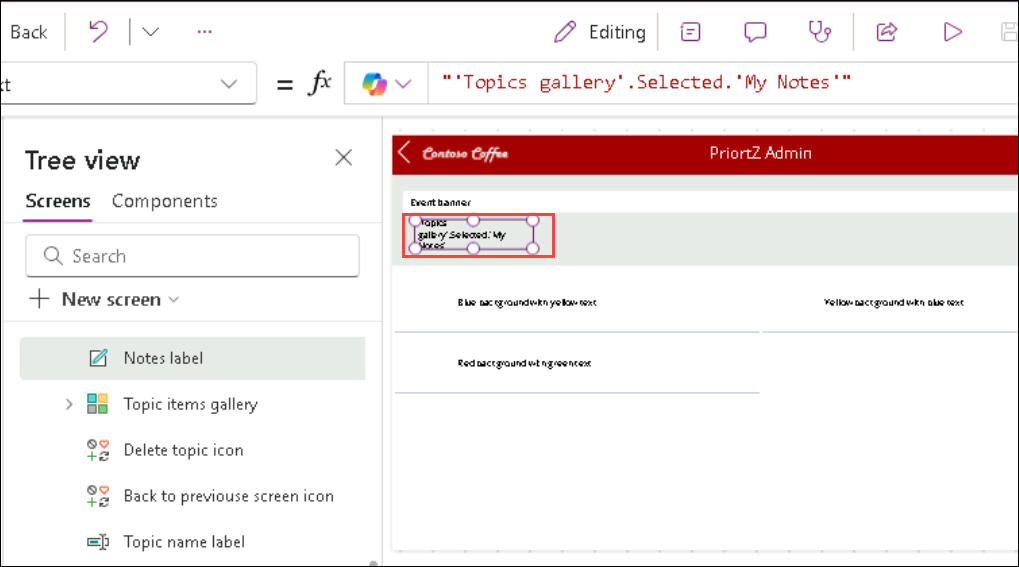 Back
Editing
xt
= fx
"'Topics gallery'.Selected.'My Notes'"
Tree view
Screens
Components
Search
New screen
Notes label
Topic items gallery
Delete topic icon
Back to previouse screen icon
Topic name label
Contoso Coffee
PriortZ Admin
Event banner
'Topics
gallery'.Selected.'My
Notes'
Blue background with yellow text
Yellow background with blue text
Red background with green text